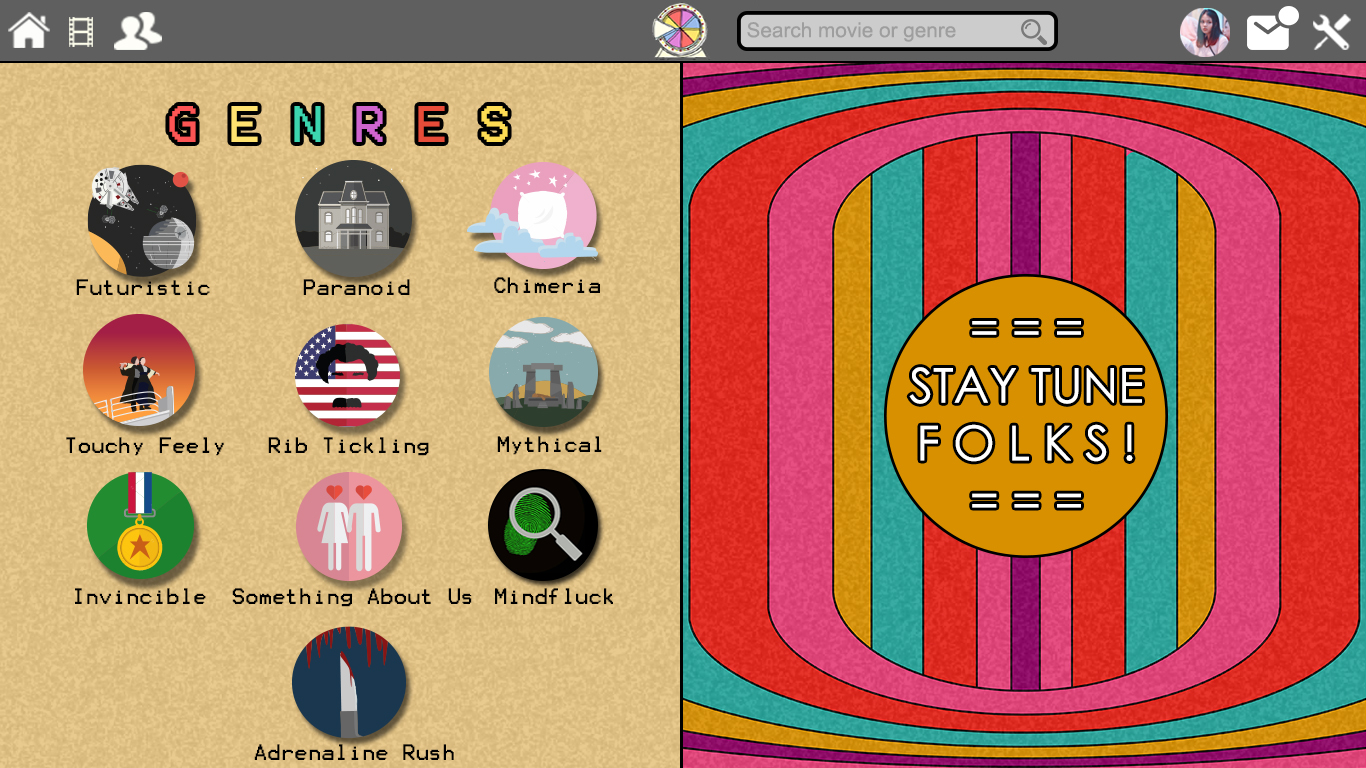 Search movie or genre
GENRES
Futuristic
Paranoid
Chimeria
Touchy Feely
Rib Tickling
Mythical
Invincible
Something About Us
Mindfluck
Adrenaline Rush
===
STAY TUNE
FOLKS!
===